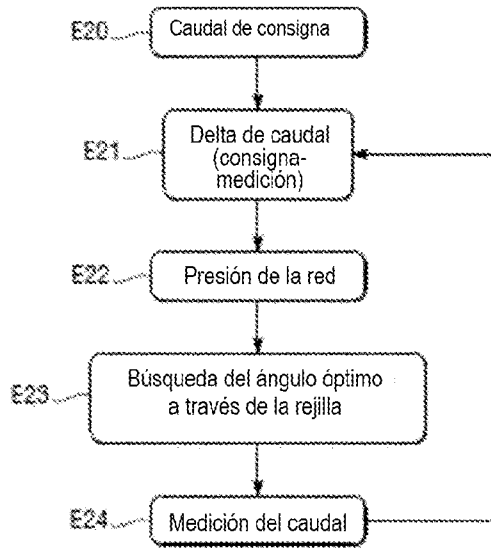 E20
Caudal de consigna
E21
Delta de caudal
(consigna-
medición)
E22
Presión de la red
E23
Búsqueda del ángulo óptimo
a través de la rejilla
E24
Medición del caudal